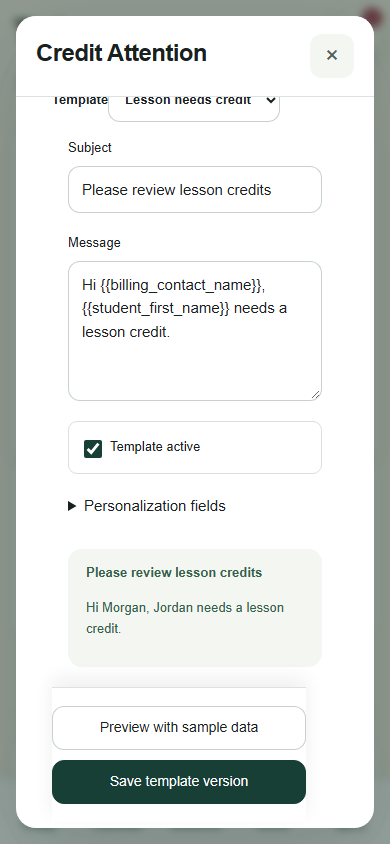 Credit Attention
×
Template Lesson needs credit
Subject
Please review lesson credits
Message
Hi {{billing_contact_name}},
{{student_first_name}} needs a
lesson credit.
Template active
Personalization fields
Please review lesson credits
Hi Morgan, Jordan needs a lesson
credit.
Preview with sample data
Save template version